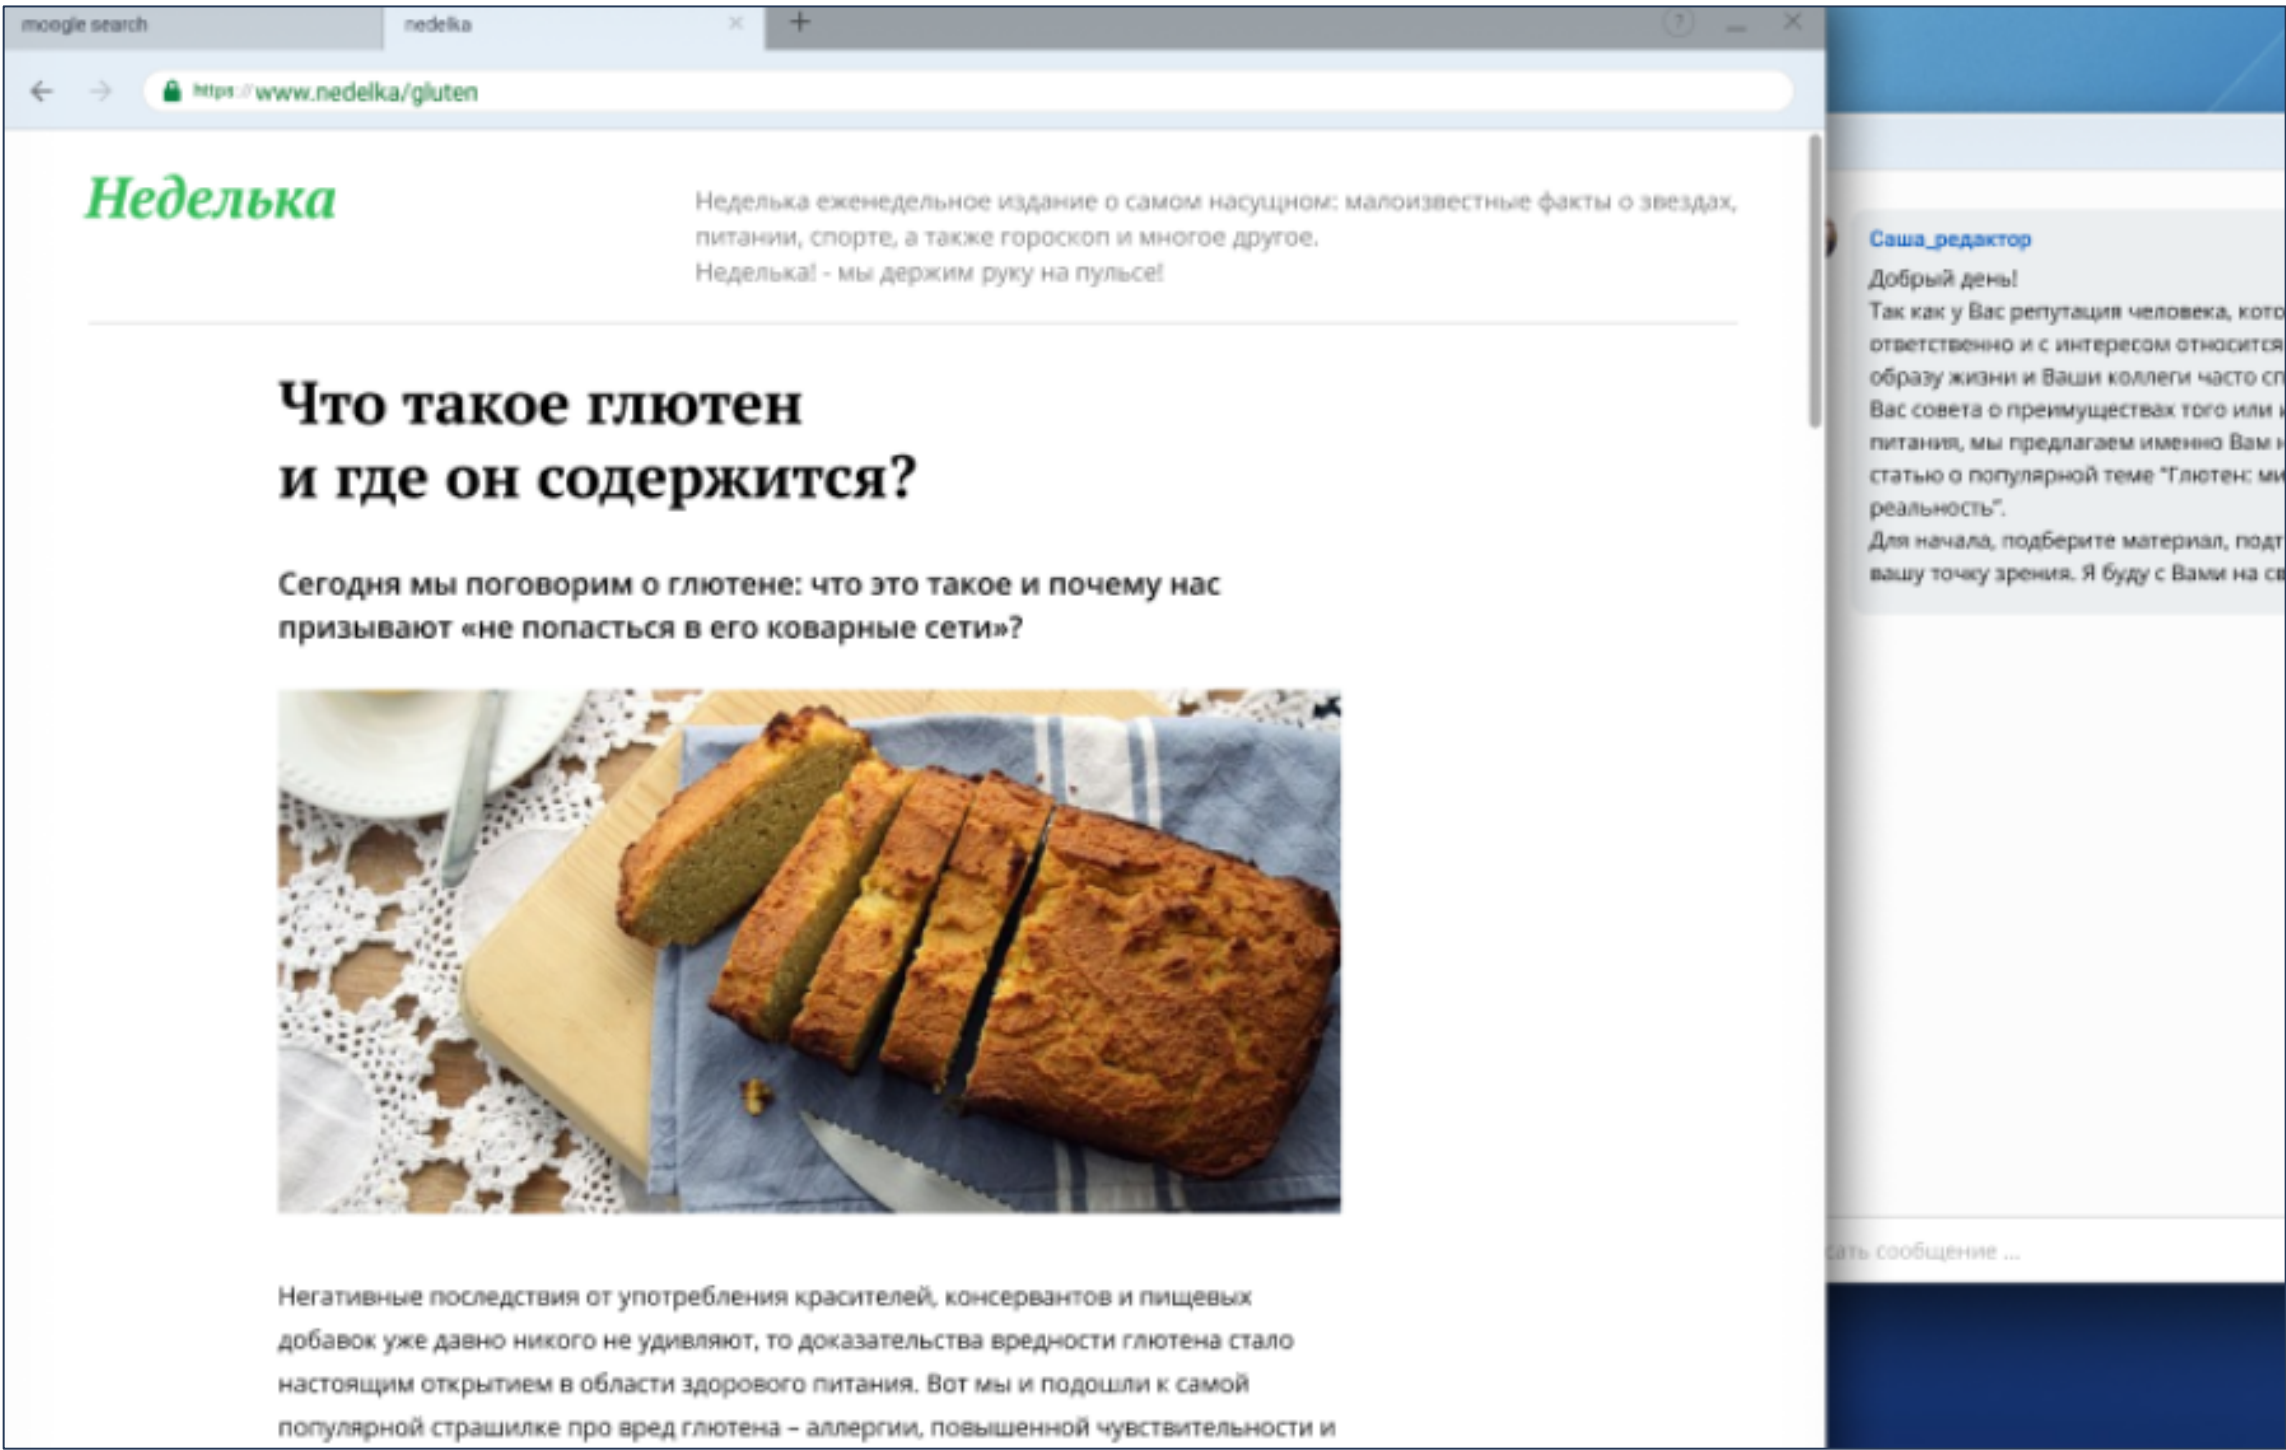 moogle search
nedelka
https://www.nedelka/gluten
Неделька
Неделька еженедельное издание о самом насущном: малоизвестные факты о звездах,
питании, спорте, а также гороскоп и многое другое.
Неделька! - мы держим руку на пульсе!
Что такое глютен
и где он содержится?
Сегодня мы поговорим о глютене: что это такое и почему нас
призывают «не попасться в его коварные сети»?
Негативные последствия от употребления красителей, консервантов и пищевых
добавок уже давно никого не удивляют, то доказательства вредности глютена стало
настоящим открытием в области здорового питания. Вот мы и подошли к самой
популярной страшилке про вред глютена – аллергии, повышенной чувствительности и
Саша_редактор
Добрый день!
Так как у Вас репутация человека, кото
ответственно и с интересом относится
образу жизни и Ваши коллеги часто сп
Вас совета о преимуществах того или
питания, мы предлагаем именно Вам
статью о популярной теме "Глютен: ми
реальность".
Для начала, подберите материал, подт
вашу точку зрения. Я буду с Вами на св
сать сообщение ...